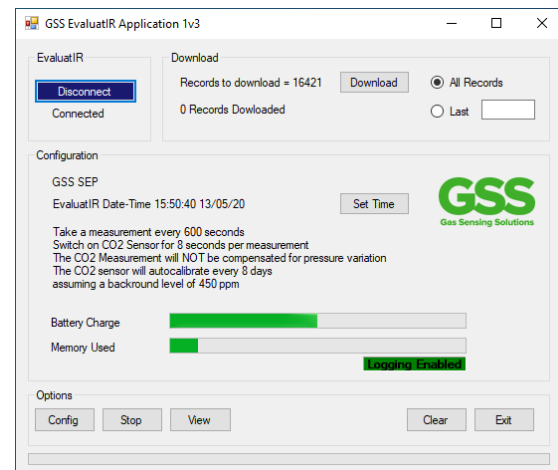 GSS EvaluatIR Application 1v3
EvaluatIR
Disconnect
Connected
Download
Records to download = 16421
Download
All Records
0 Records Dowloaded
Last
Configuration
GSS SEP
EvaluatIR Date-Time 15:50:40 13/05/20
Set Time
GSS
Gas Sensing Solutions
Take a measurement every 600 seconds
Switch on CO2 Sensor for 8 seconds per measurement
The CO2 Measurement will NOT be compensated for pressure variation
The CO2 sensor will autocalibrate every 8 days
assuming a backround level of 450 ppm
Battery Charge
Memory Used
Logging Enabled
Options
Config
Stop
View
Clear
Exit